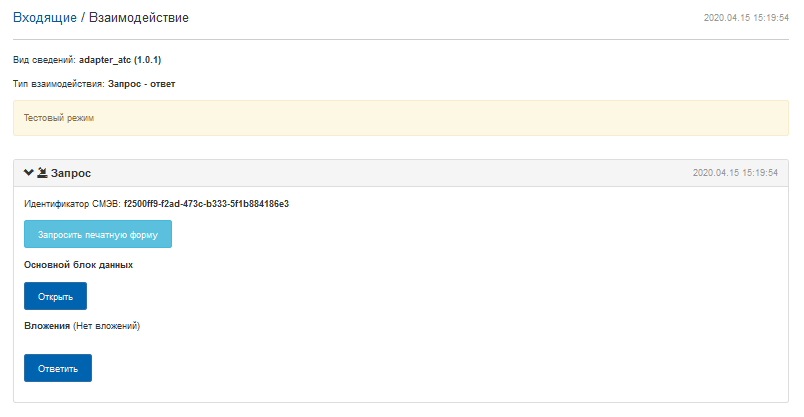 Входящие / Взаимодействие 2020.04.15 15:19:54
Вид сведений: adapter_atc (1.0.1)
Тип взаимодействия: Запрос - ответ
Тестовый режим
Запрос 2020.04.15 15:19:54
Идентификатор СМЭВ: f2500ff9-f2ad-473c-b333-5f1b884186e3
Запросить печатную форму
Основной блок данных
Открыть
Вложения (Нет вложений)
Ответить